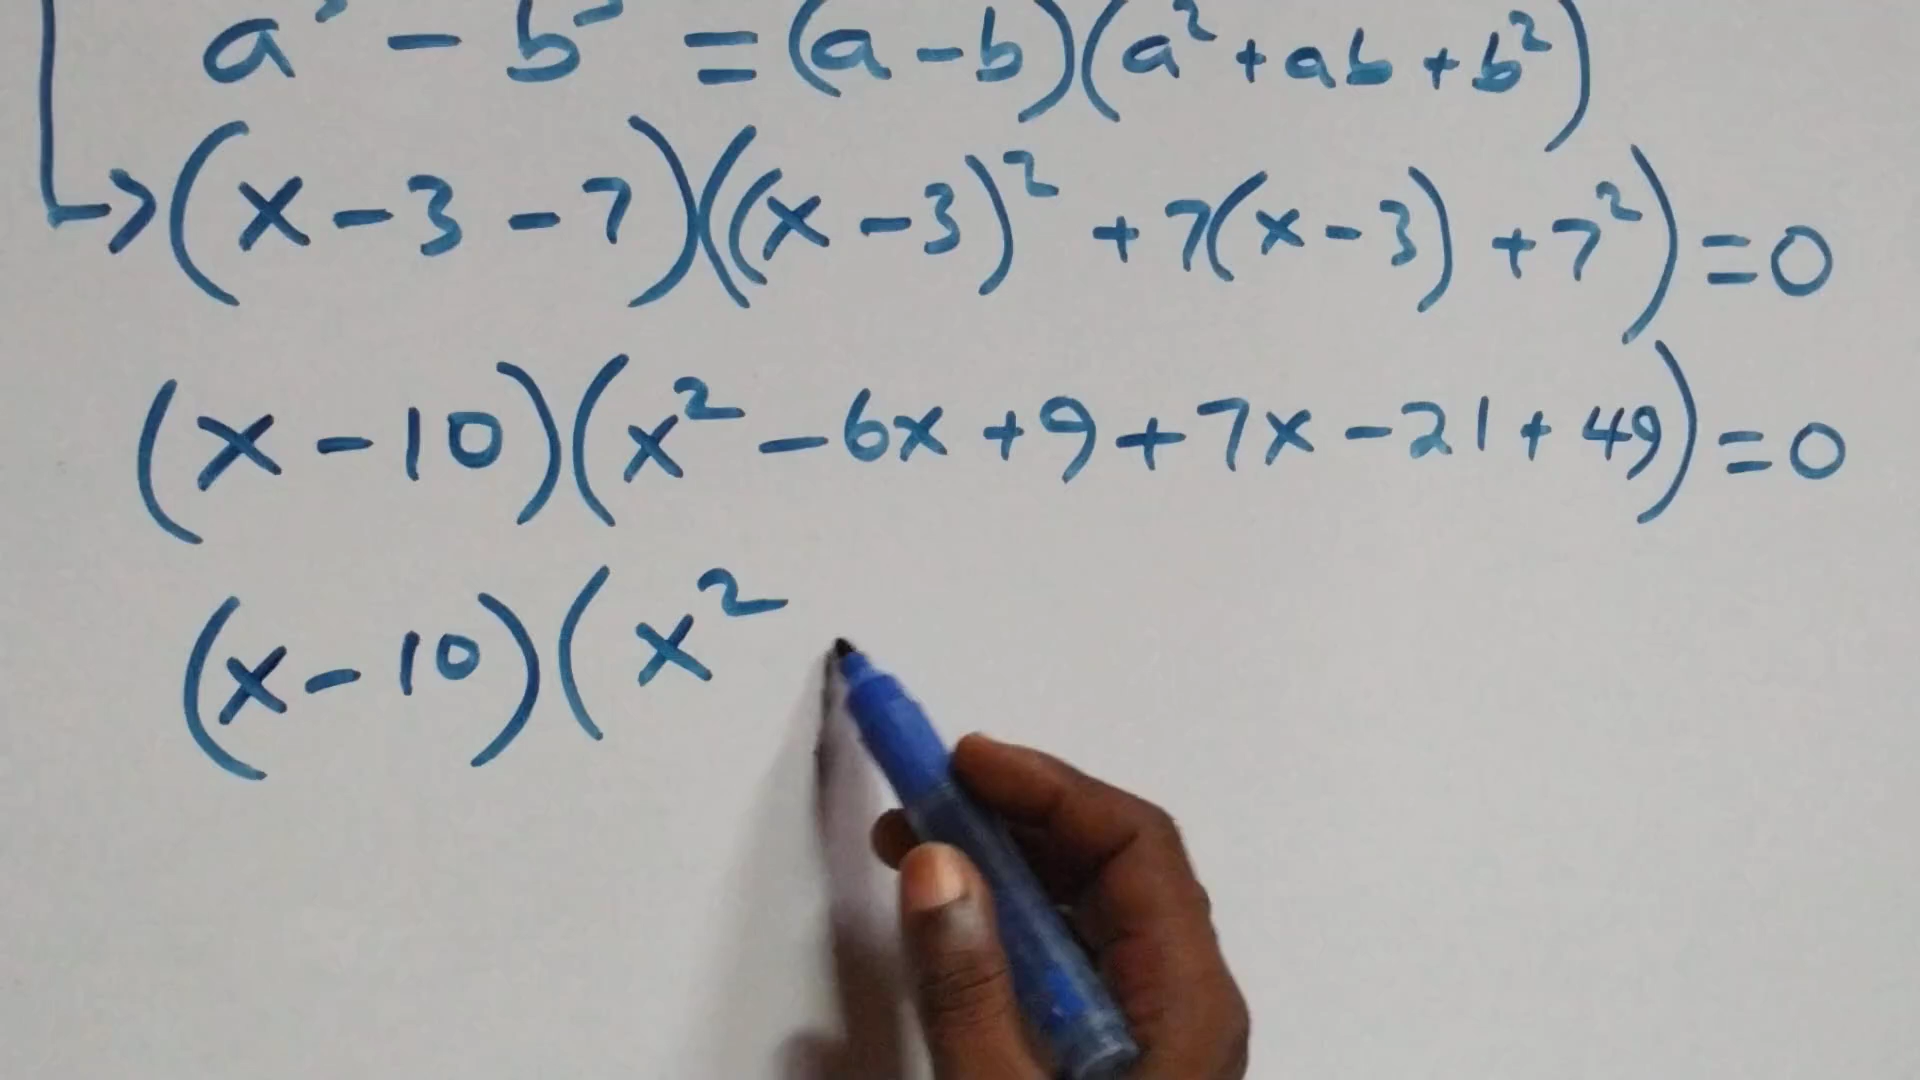 a³ - b³ = (a - b)(a² + ab + b²)
(x - 3 - 7)((x - 3)² + 7(x - 3) + 7²) = 0
(x - 10)(x² - 6x + 9 + 7x - 21 + 49) = 0
(x - 10)(x²